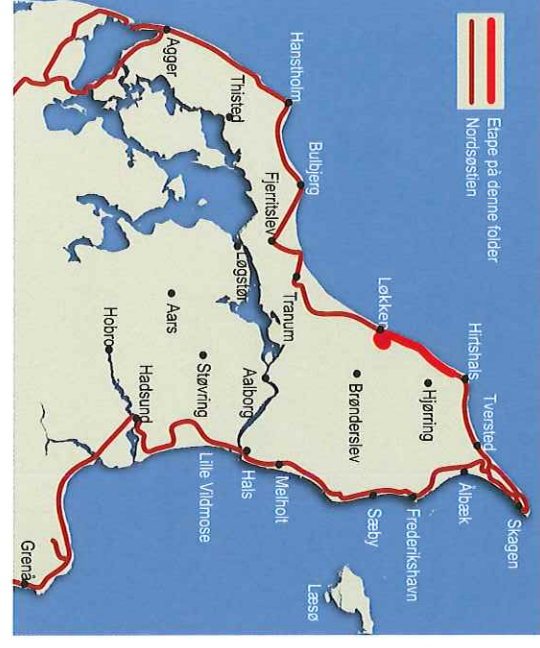 Etape på denne folder
Nordsøstien
Skagen
Hirtshals
Tversted
Ålbæk
Løkken
Hjørring
Frederikshavn
Brønderslev
Sæby
Læsø
Bulbjerg
Hanstholm
Tranum
Fjerritslev
Melholt
Aalborg
Hals
Thisted
Løgstør
Støvring
Lille Vildmose
Agger
Aars
Hadsund
Hobro
Grenå